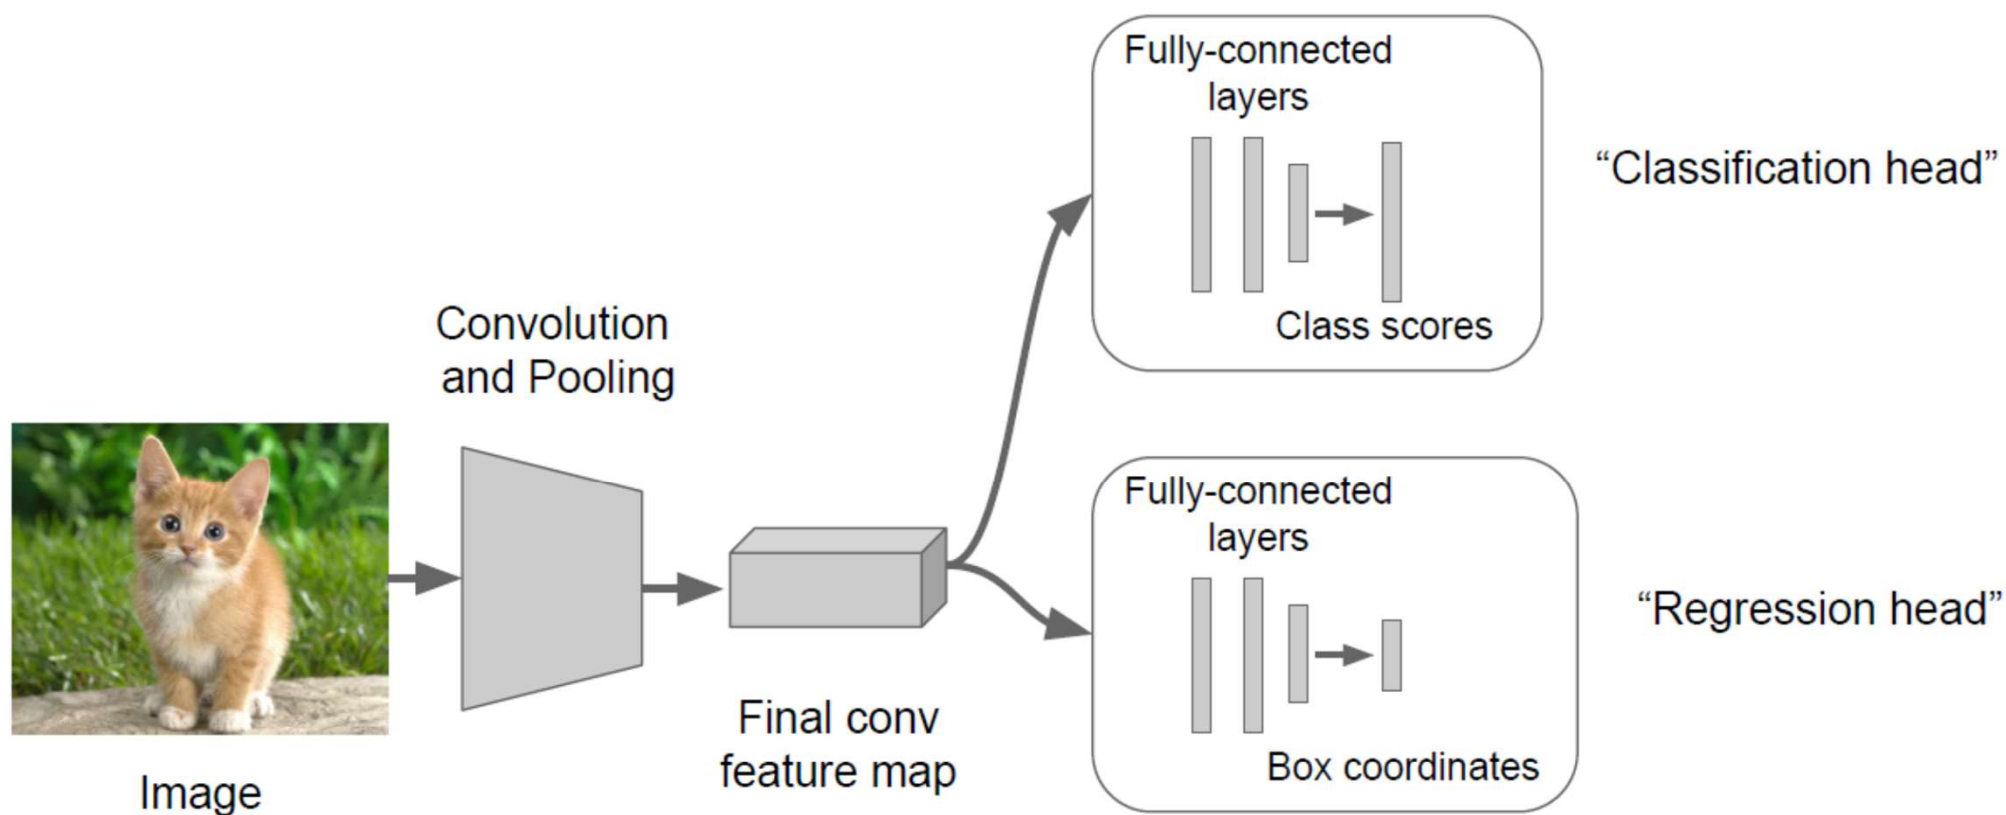 Image
Convolution
and Pooling
Final conv
feature map
Fully-connected
layers
Class scores
“Classification head”
Fully-connected
layers
Box coordinates
“Regression head”